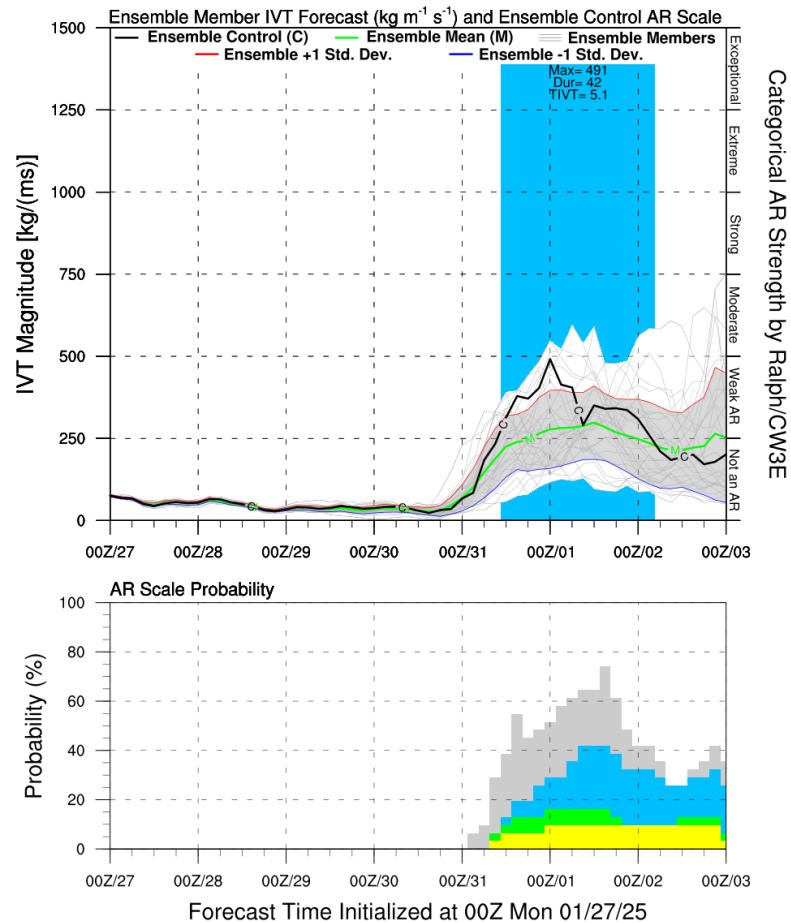 Ensemble Member IVT Forecast (kg m⁻¹ s⁻¹) and Ensemble Control AR Scale
Ensemble Control (C) Ensemble Mean (M) Ensemble Members
Ensemble +1 Std. Dev. Ensemble -1 Std. Dev.
Max= 491
Dur= 42
TIVT= 5.1
IVT Magnitude [kg/(ms)]
1500
1250
1000
750
500
250
0
Exceptional
Extreme
Strong
Moderate
Weak AR
Not an AR
Categorical AR Strength by Ralph/CW3E
C
C
C
C
C
M
M
00Z/27 00Z/28 00Z/29 00Z/30 00Z/31 00Z/01 00Z/02 00Z/03
AR Scale Probability
Probability (%)
100
80
60
40
20
0
00Z/27 00Z/28 00Z/29 00Z/30 00Z/31 00Z/01 00Z/02 00Z/03
Forecast Time Initialized at 00Z Mon 01/27/25